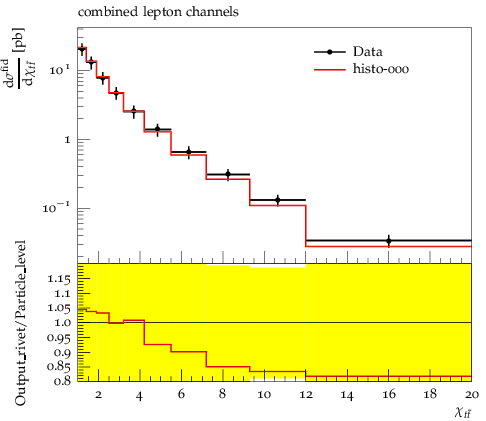 combined lepton channels
dσ^fid / dχ_tt̄ [pb]
Data
histo-000
10^1
1
10^−1
Output_rivet/Particle_level
1.15
1.1
1.05
1.0
0.95
0.9
0.85
0.8
2 4 6 8 10 12 14 16 18 20
χ_tt̄